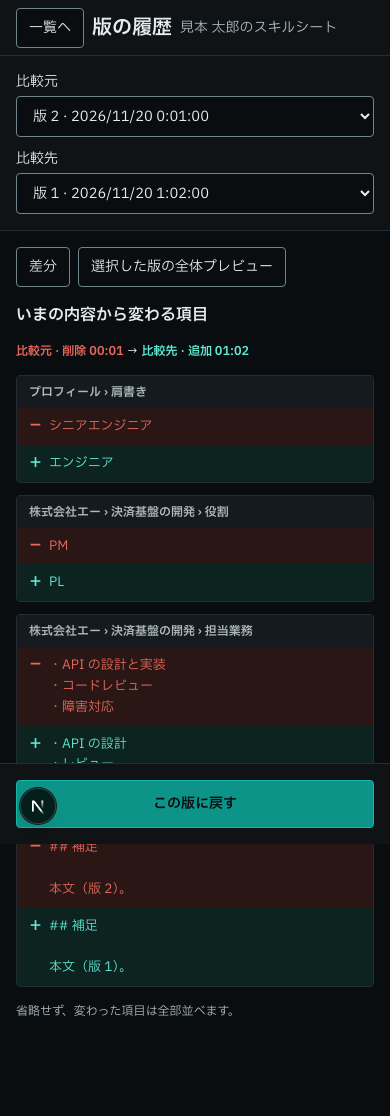 一覧へ 版の履歴 見本 太郎のスキルシート
比較元
版 2 · 2026/11/20 0:01:00
比較先
版 1 · 2026/11/20 1:02:00
差分 選択した版の全体プレビュー
いまの内容から変わる項目
比較元 · 削除 00:01 → 比較先 · 追加 01:02
プロフィール › 肩書き
− シニアエンジニア
+ エンジニア
株式会社エー › 決済基盤の開発 › 役割
− PM
+ PL
株式会社エー › 決済基盤の開発 › 担当業務
− ・API の設計と実装
・コードレビュー
・障害対応
+ ・API の設計
・レビュー
N この版に戻す
− ## 補足
本文（版 2）。
+ ## 補足
本文（版 1）。
省略せず、変わった項目は全部並べます。